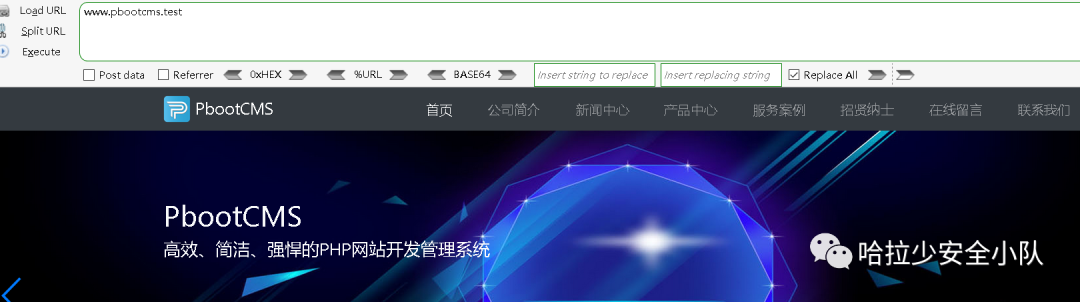 Load URL
www.pbootcms.test
Split URL
Execute
Post data Referrer 0xHEX %URL BASE64 Insert string to replace Insert replacing string Replace All
PbootCMS 首页 公司简介 新闻中心 产品中心 服务案例 招贤纳士 在线留言 联系我们
PbootCMS
高效、简洁、强悍的PHP网站开发管理系统
哈拉少安全小队